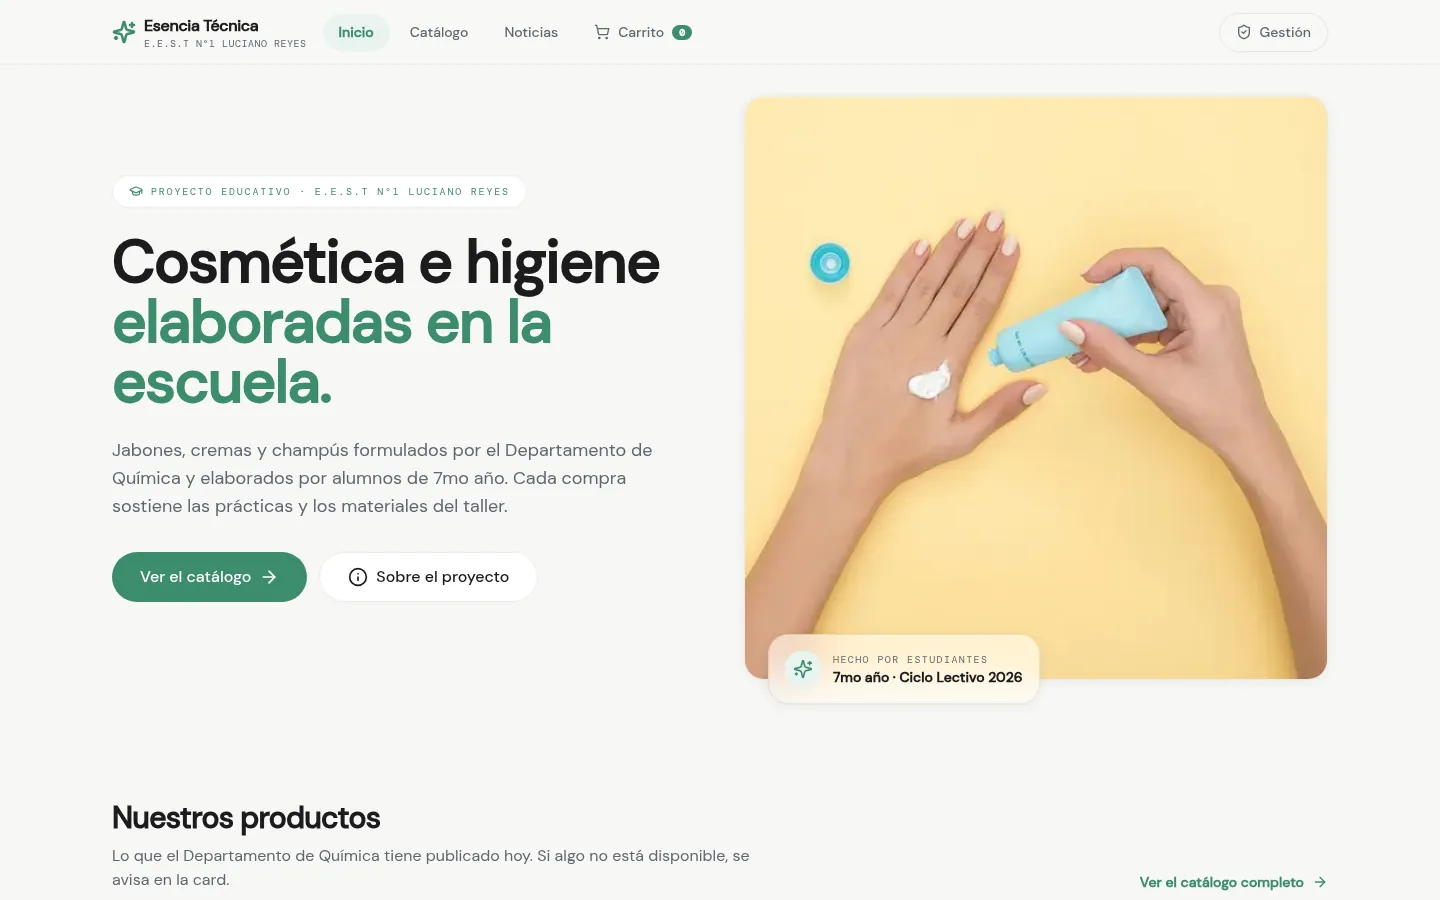 Esencia Técnica
E.E.S.T N°1 LUCIANO REYES
Inicio
Catálogo
Noticias
Carrito 0
Gestión
PROYECTO EDUCATIVO · E.E.S.T N°1 LUCIANO REYES
Cosmética e higiene
elaboradas en la
escuela.
Jabones, cremas y champús formulados por el Departamento de
Química y elaborados por alumnos de 7mo año. Cada compra
sostiene las prácticas y los materiales del taller.
Ver el catálogo
Sobre el proyecto
HECHO POR ESTUDIANTES
7mo año · Ciclo Lectivo 2026
Nuestros productos
Lo que el Departamento de Química tiene publicado hoy. Si algo no está disponible, se
avisa en la card.
Ver el catálogo completo